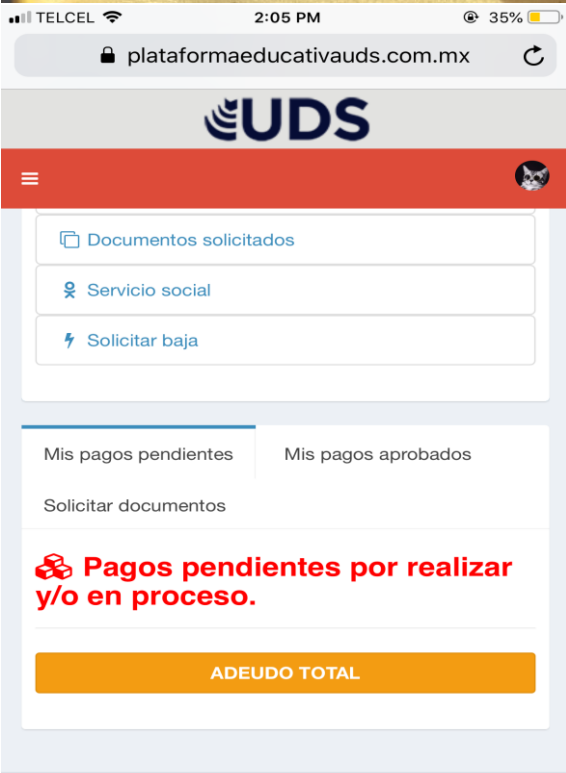 TELCEL 2:05 PM 35%
plataformaeducativauds.com.mx
UDS
Documentos solicitados
Servicio social
Solicitar baja
Mis pagos pendientes Mis pagos aprobados
Solicitar documentos
Pagos pendientes por realizar
y/o en proceso.
ADEUDO TOTAL